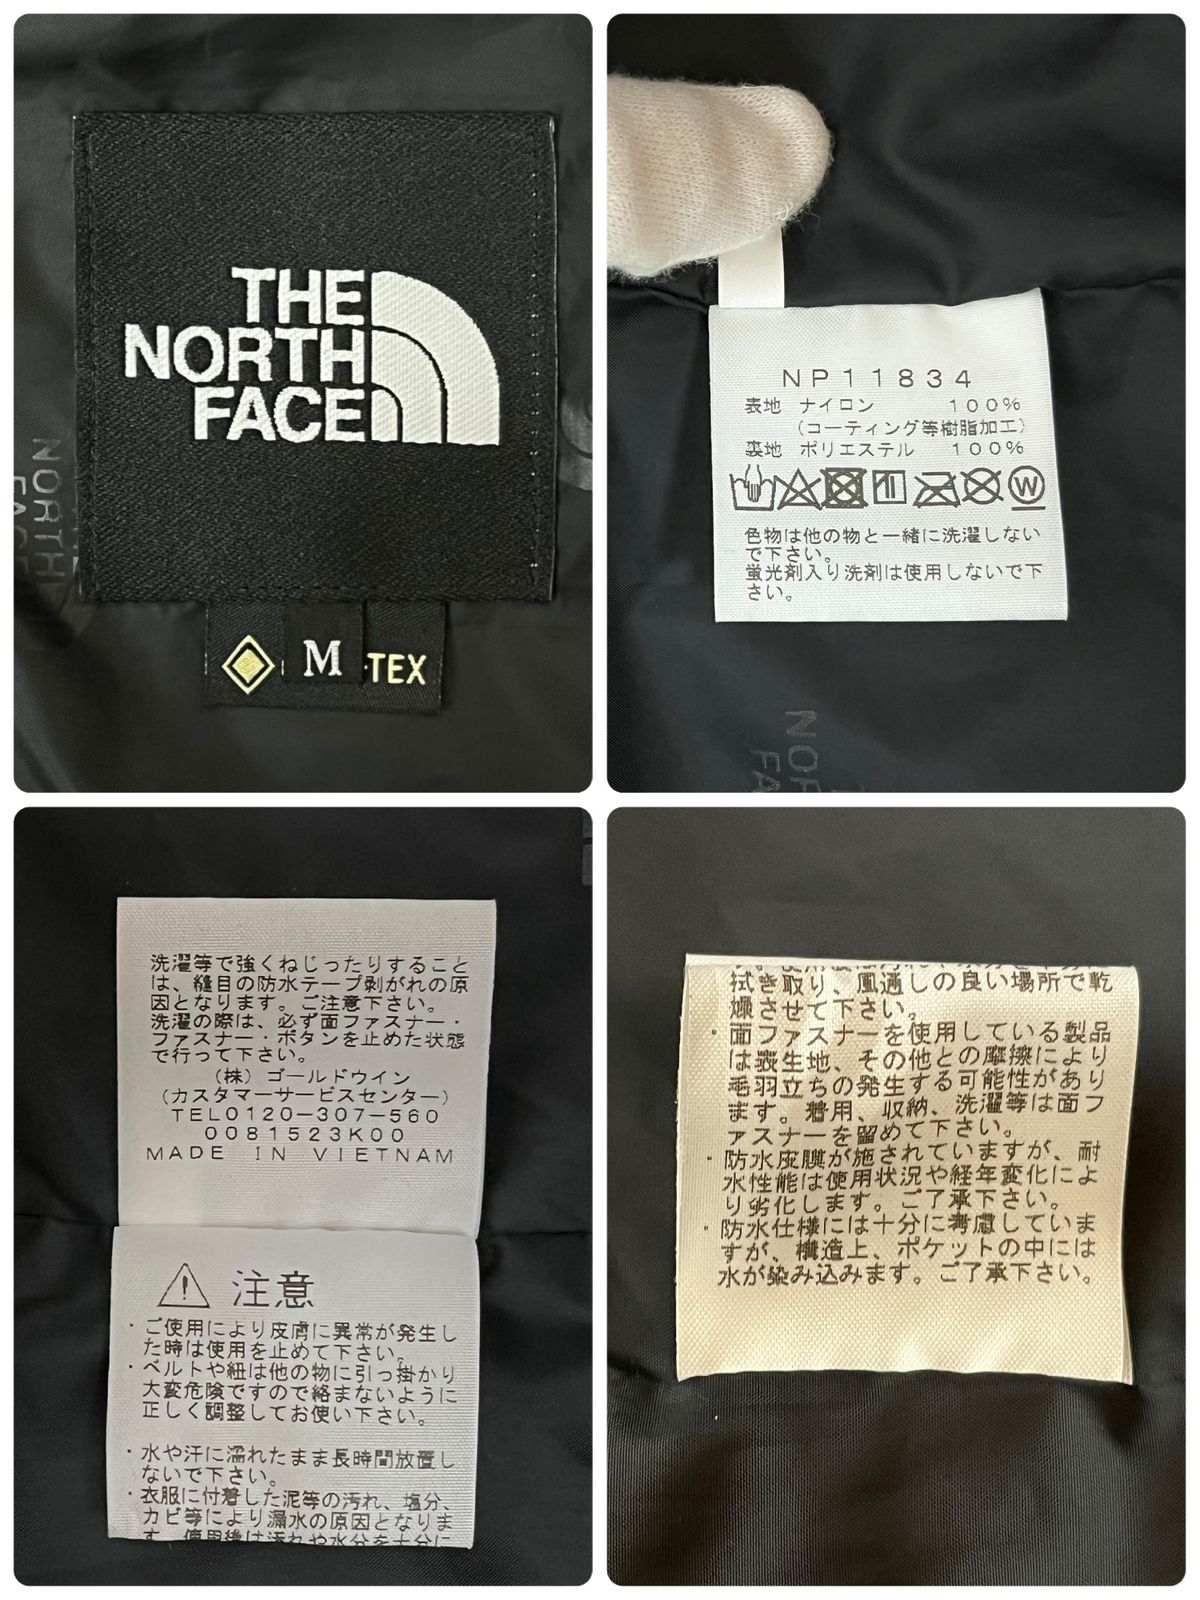 THE
NORTH
FACE
M
-TEX
NORTH
FACE
NP11834
表地 ナイロン 100%
(コーティング等樹脂加工)
裏地 ポリエステル 100%
W
色物は他の物と一緒に洗濯しない
で下さい。
蛍光剤入り洗剤は使用しないで下
さい。
洗濯等で強くねじったりすること
は、縫目の防水テープ剥がれの原
因となります。ご注意下さい。
洗濯の際は、必ず面ファスナー・
ファスナー・ボタンを止めた状態
で行って下さい。
(株)ゴールドウイン
(カスタマーサービスセンター)
TEL0120-307-560
0081523K00
MADE IN VIETNAM
注意
・ご使用により皮膚に異常が発生し
た時は使用を止めて下さい。
・ベルトや紐は他の物に引っ掛かり
大変危険ですので絡まないように
正しく調整してお使い下さい。
・水や汗に濡れたまま長時間放置し
ないで下さい。
・衣服に付着した泥等の汚れ、塩分、
カビ等により漏水の原因となりま
す。使用後は汚れや水分を十分に
拭き取り、風通しの良い場所で乾
燥させて下さい。
・面ファスナーを使用している製品
は表生地、その他との摩擦により
毛羽立ちの発生する可能性があり
ます。着用、収納、洗濯等は面フ
ァスナーを留めて下さい。
・防水皮膜が施されていますが、耐
水性能は使用状況や経年変化によ
り劣化します。ご了承下さい。
・防水仕様には十分に考慮していま
すが、構造上、ポケットの中には
水が染み込みます。ご了承下さい。